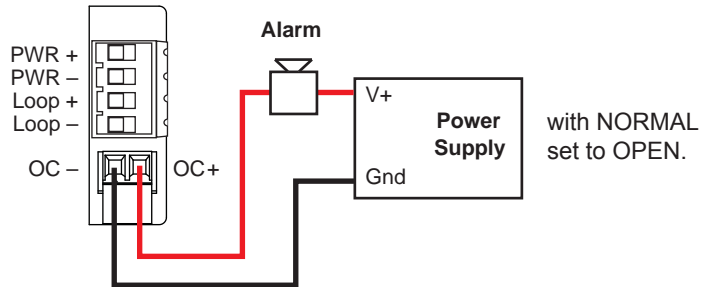 Alarm
PWR +
PWR –
Loop +
Loop –
OC –
OC+
V+
Power
Supply
Gnd
with NORMAL
set to OPEN.